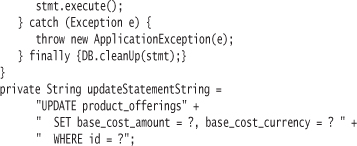 stmt.execute();
} catch (Exception e) {
throw new ApplicationException(e);
} finally {DB.cleanUp(stmt);}
}
private String updateStatementString =
"UPDATE product_offerings" +
"  SET base_cost_amount = ?, base_cost_currency = ? " +
"  WHERE id = ?";